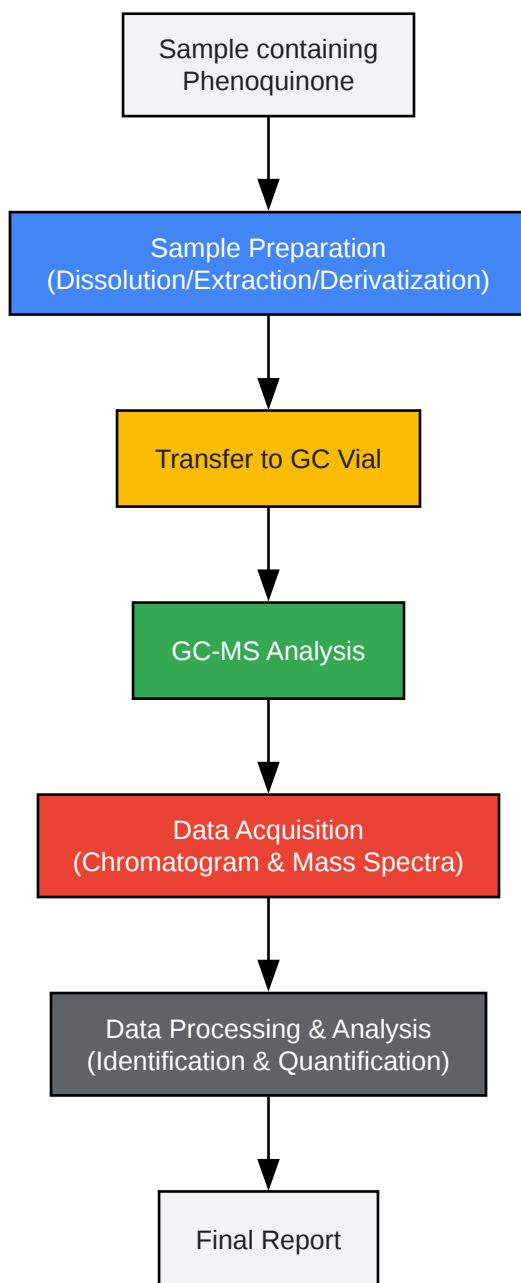 Sample containing
Phenoquinone
Sample Preparation
(Dissolution/Extraction/Derivatization)
Transfer to GC Vial
GC-MS Analysis
Data Acquisition
(Chromatogram & Mass Spectra)
Data Processing & Analysis
(Identification & Quantification)
Final Report